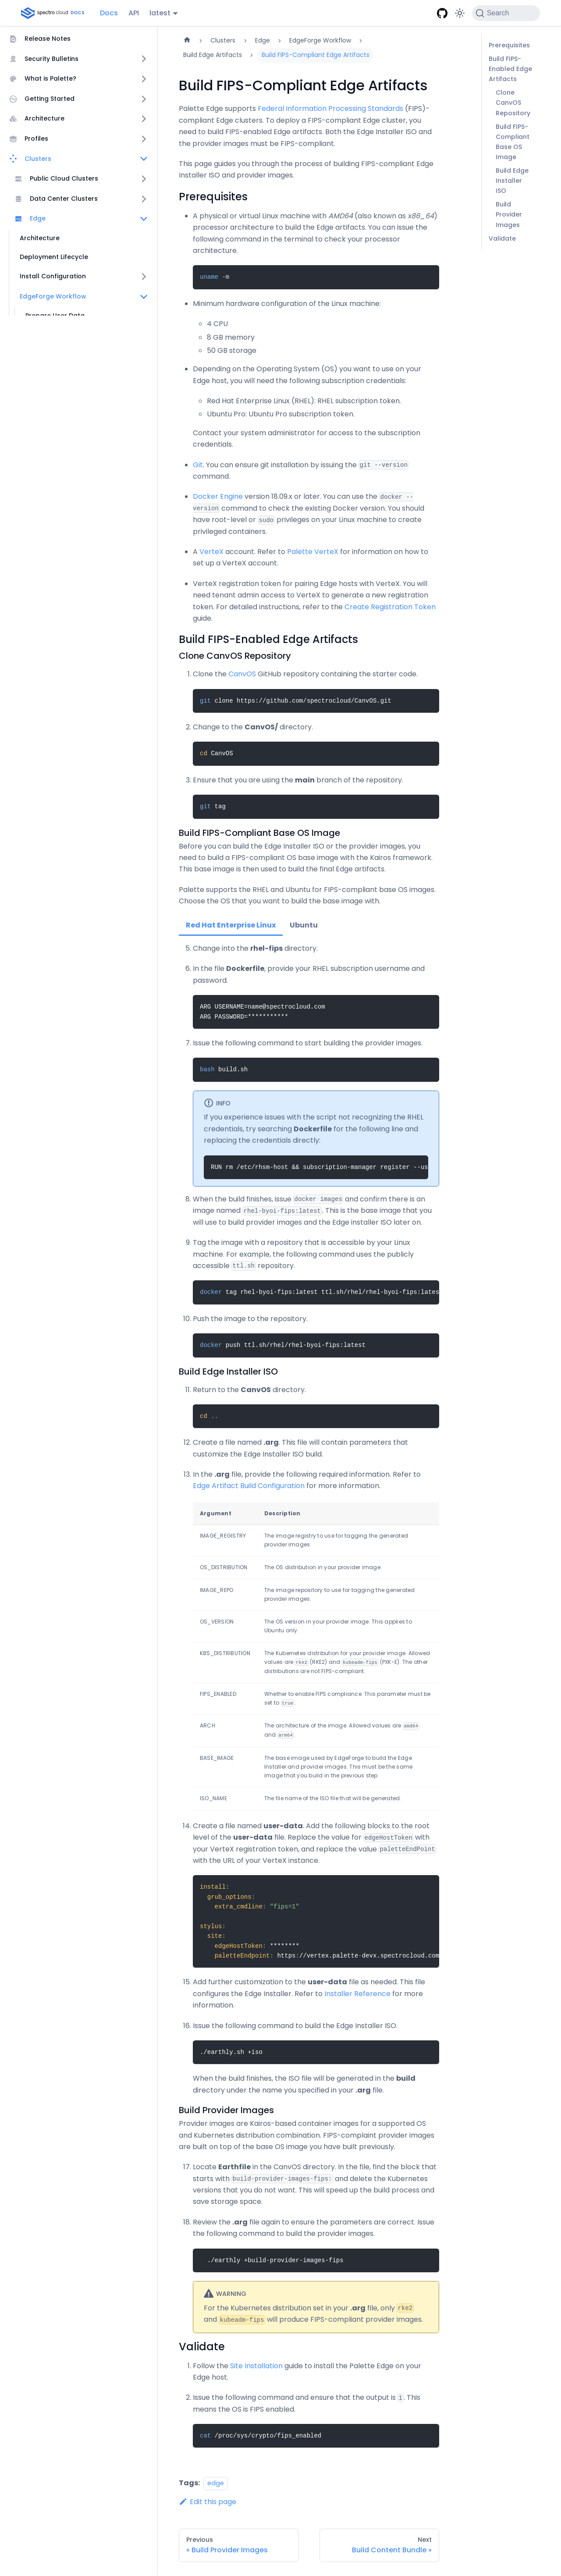 spectro cloud DOCS
Docs
API
latest
Search
Release Notes
Security Bulletins
What is Palette?
Getting Started
Architecture
Profiles
Clusters
Public Cloud Clusters
Data Center Clusters
Edge
Architecture
Deployment Lifecycle
Install Configuration
EdgeForge Workflow
Prepare User Data
Clusters
Edge
EdgeForge Workflow
Build Edge Artifacts
Build FIPS-Compliant Edge Artifacts
Build FIPS-Compliant Edge Artifacts
Palette Edge supports Federal Information Processing Standards (FIPS)-
compliant Edge clusters. To deploy a FIPS-compliant Edge cluster, you
need to build FIPS-enabled Edge artifacts. Both the Edge Installer ISO and
the provider images must be FIPS-compliant.
This page guides you through the process of building FIPS-compliant Edge
Installer ISO and provider images.
Prerequisites
A physical or virtual Linux machine with AMD64 (also known as x86_64)
processor architecture to build the Edge artifacts. You can issue the
following command in the terminal to check your processor
architecture.
uname -m
Minimum hardware configuration of the Linux machine:
4 CPU
8 GB memory
50 GB storage
Depending on the Operating System (OS) you want to use on your
Edge host, you will need the following subscription credentials:
Red Hat Enterprise Linux (RHEL): RHEL subscription token.
Ubuntu Pro: Ubuntu Pro subscription token.
Contact your system administrator for access to the subscription
credentials.
Git. You can ensure git installation by issuing the git --version
command.
Docker Engine version 18.09.x or later. You can use the docker --
version command to check the existing Docker version. You should
have root-level or sudo privileges on your Linux machine to create
privileged containers.
A VerteX account. Refer to Palette VerteX for information on how to
set up a VerteX account.
VerteX registration token for pairing Edge hosts with VerteX. You will
need tenant admin access to VerteX to generate a new registration
token. For detailed instructions, refer to the Create Registration Token
guide.
Build FIPS-Enabled Edge Artifacts
Clone CanvOS Repository
1. Clone the CanvOS GitHub repository containing the starter code.
git clone https://github.com/spectrocloud/CanvOS.git
2. Change to the CanvOS/ directory.
cd CanvOS
3. Ensure that you are using the main branch of the repository.
git tag
Build FIPS-Compliant Base OS Image
Before you can build the Edge Installer ISO or the provider images, you
need to build a FIPS-compliant OS base image with the Kairos framework.
This base image is then used to build the final Edge artifacts.
Palette supports the RHEL and Ubuntu for FIPS-compliant base OS images.
Choose the OS that you want to build the base image with.
Red Hat Enterprise Linux
Ubuntu
5. Change into the rhel-fips directory.
6. In the file Dockerfile, provide your RHEL subscription username and
password.
ARG USERNAME=name@spectrocloud.com
ARG PASSWORD=***********
7. Issue the following command to start building the provider images.
bash build.sh
INFO
If you experience issues with the script not recognizing the RHEL
credentials, try searching Dockerfile for the following line and
replacing the credentials directly:
RUN rm /etc/rhsm-host && subscription-manager register --us
8. When the build finishes, issue docker images and confirm there is an
image named rhel-byoi-fips:latest. This is the base image that you
will use to build provider images and the Edge installer ISO later on.
9. Tag the image with a repository that is accessible by your Linux
machine. For example, the following command uses the publicly
accessible ttl.sh repository.
docker tag rhel-byoi-fips:latest ttl.sh/rhel/rhel-byoi-fips:lates
10. Push the image to the repository.
docker push ttl.sh/rhel/rhel-byoi-fips:latest
Build Edge Installer ISO
11. Return to the CanvOS directory.
cd ..
12. Create a file named .arg. This file will contain parameters that
customize the Edge Installer ISO build.
13. In the .arg file, provide the following required information. Refer to
Edge Artifact Build Configuration for more information.
Argument Description
IMAGE_REGISTRY The image registry to use for tagging the generated
provider images.
OS_DISTRIBUTION The OS distribution in your provider image.
IMAGE_REPO The image repository to use for tagging the generated
provider images.
OS_VERSION The OS version in your provider image. This applies to
Ubuntu only.
K8S_DISTRIBUTION The Kubernetes distribution for your provider image. Allowed
values are rke2 (RKE2) and kubeadm-fips (PXK-E). The other
distributions are not FIPS-compliant.
FIPS_ENABLED Whether to enable FIPS compliance. This parameter must be
set to true.
ARCH The architecture of the image. Allowed values are amd64
and arm64.
BASE_IMAGE The base image used by EdgeForge to build the Edge
Installer and provider images. This must be the same
image that you build in the previous step.
ISO_NAME The file name of the ISO file that will be generated.
14. Create a file named user-data. Add the following blocks to the root
level of the user-data file. Replace the value for edgeHostToken with
your VerteX registration token, and replace the value paletteEndPoint
with the URL of your VerteX instance.
install:
grub_options:
extra_cmdline: "fips=1"
stylus:
site:
edgeHostToken: ********
paletteEndpoint: https://vertex.palette-devx.spectrocloud.com
15. Add further customization to the user-data file as needed. This file
configures the Edge Installer. Refer to Installer Reference for more
information.
16. Issue the following command to build the Edge Installer ISO.
./earthly.sh +iso
When the build finishes, the ISO file will be generated in the build
directory under the name you specified in your .arg file.
Build Provider Images
Provider images are Kairos-based container images for a supported OS
and Kubernetes distribution combination. FIPS-complaint provider images
are built on top of the base OS image you have built previously.
17. Locate Earthfile in the CanvOS directory. In the file, find the block that
starts with build-provider-images-fips: and delete the Kubernetes
versions that you do not want. This will speed up the build process and
save storage space.
18. Review the .arg file again to ensure the parameters are correct. Issue
the following command to build the provider images.
./earthly +build-provider-images-fips
WARNING
For the Kubernetes distribution set in your .arg file, only rke2
and kubeadm-fips will produce FIPS-compliant provider images.
Validate
1. Follow the Site Installation guide to install the Palette Edge on your
Edge host.
2. Issue the following command and ensure that the output is 1. This
means the OS is FIPS enabled.
cat /proc/sys/crypto/fips_enabled
Tags: edge
Edit this page
Previous
« Build Provider Images
Next
Build Content Bundle »
Prerequisites
Build FIPS-
Enabled Edge
Artifacts
Clone
CanvOS
Repository
Build FIPS-
Compliant
Base OS
Image
Build Edge
Installer
ISO
Build
Provider
Images
Validate